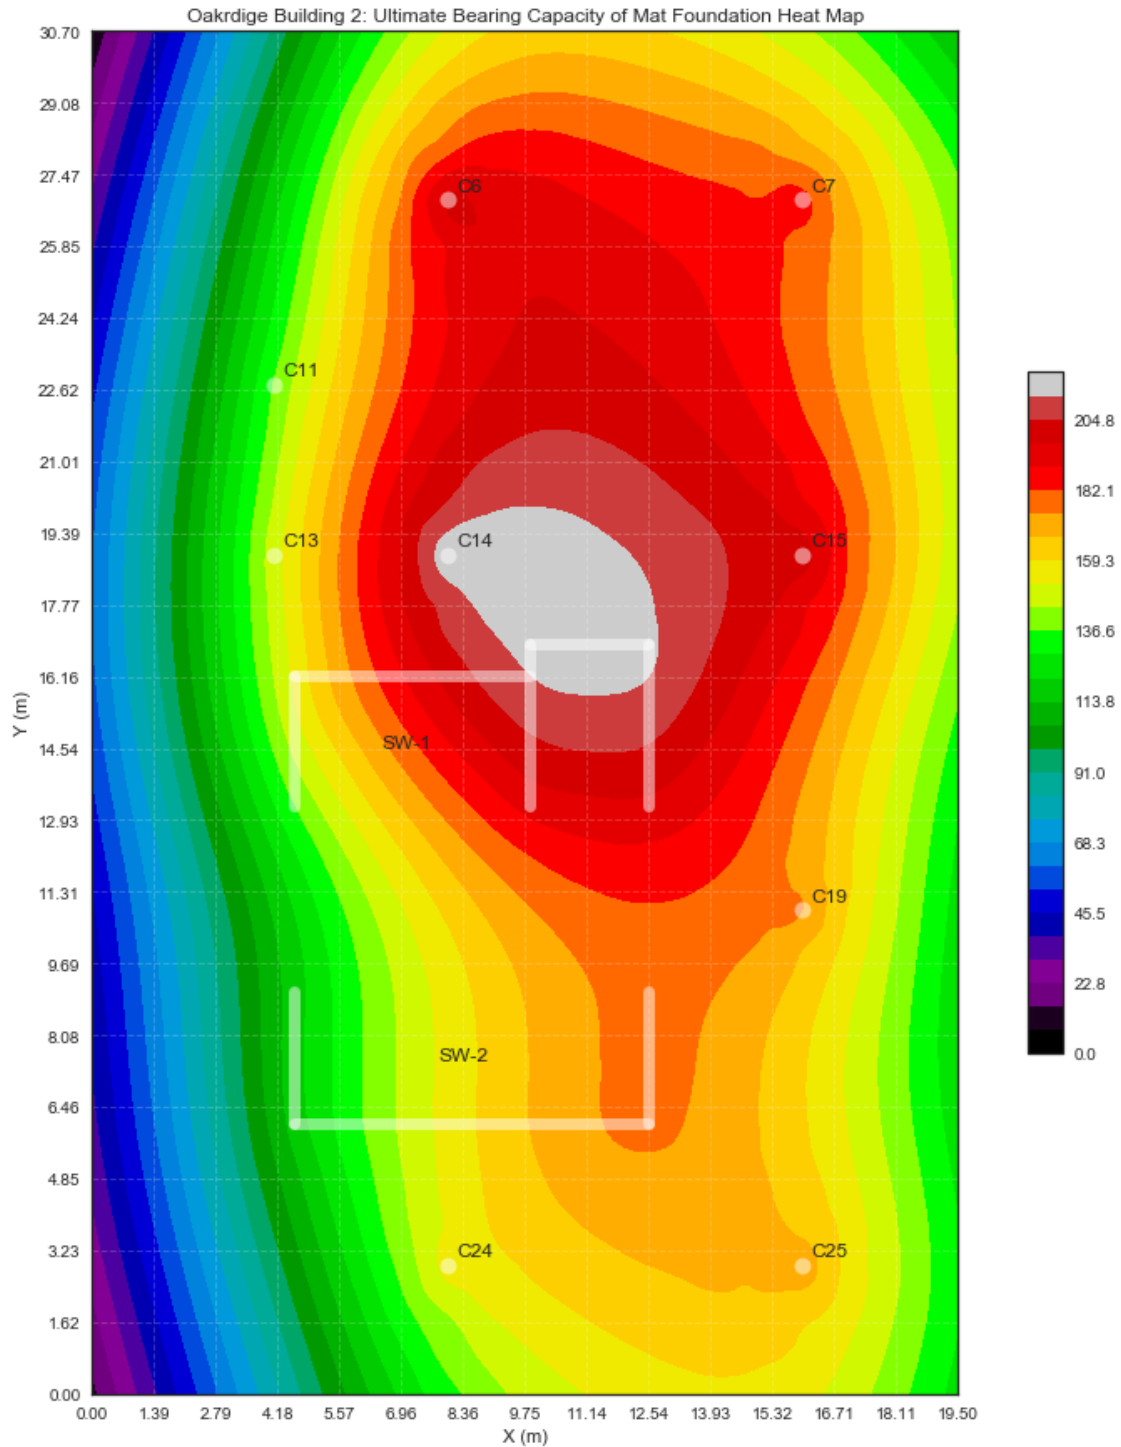 Oakrdige Building 2: Ultimate Bearing Capacity of Mat Foundation Heat Map
30.70
29.08
27.47
25.85
24.24
22.62
21.01
19.39
17.77
16.16
14.54
12.93
11.31
9.69
8.08
6.46
4.85
3.23
1.62
0.00
Y (m)
C6
C7
C11
C13
C14
C15
SW-1
C19
SW-2
C24
C25
0.00 1.39 2.79 4.18 5.57 6.96 8.36 9.75 11.14 12.54 13.93 15.32 16.71 18.11 19.50
X (m)
204.8
182.1
159.3
136.6
113.8
91.0
68.3
45.5
22.8
0.0